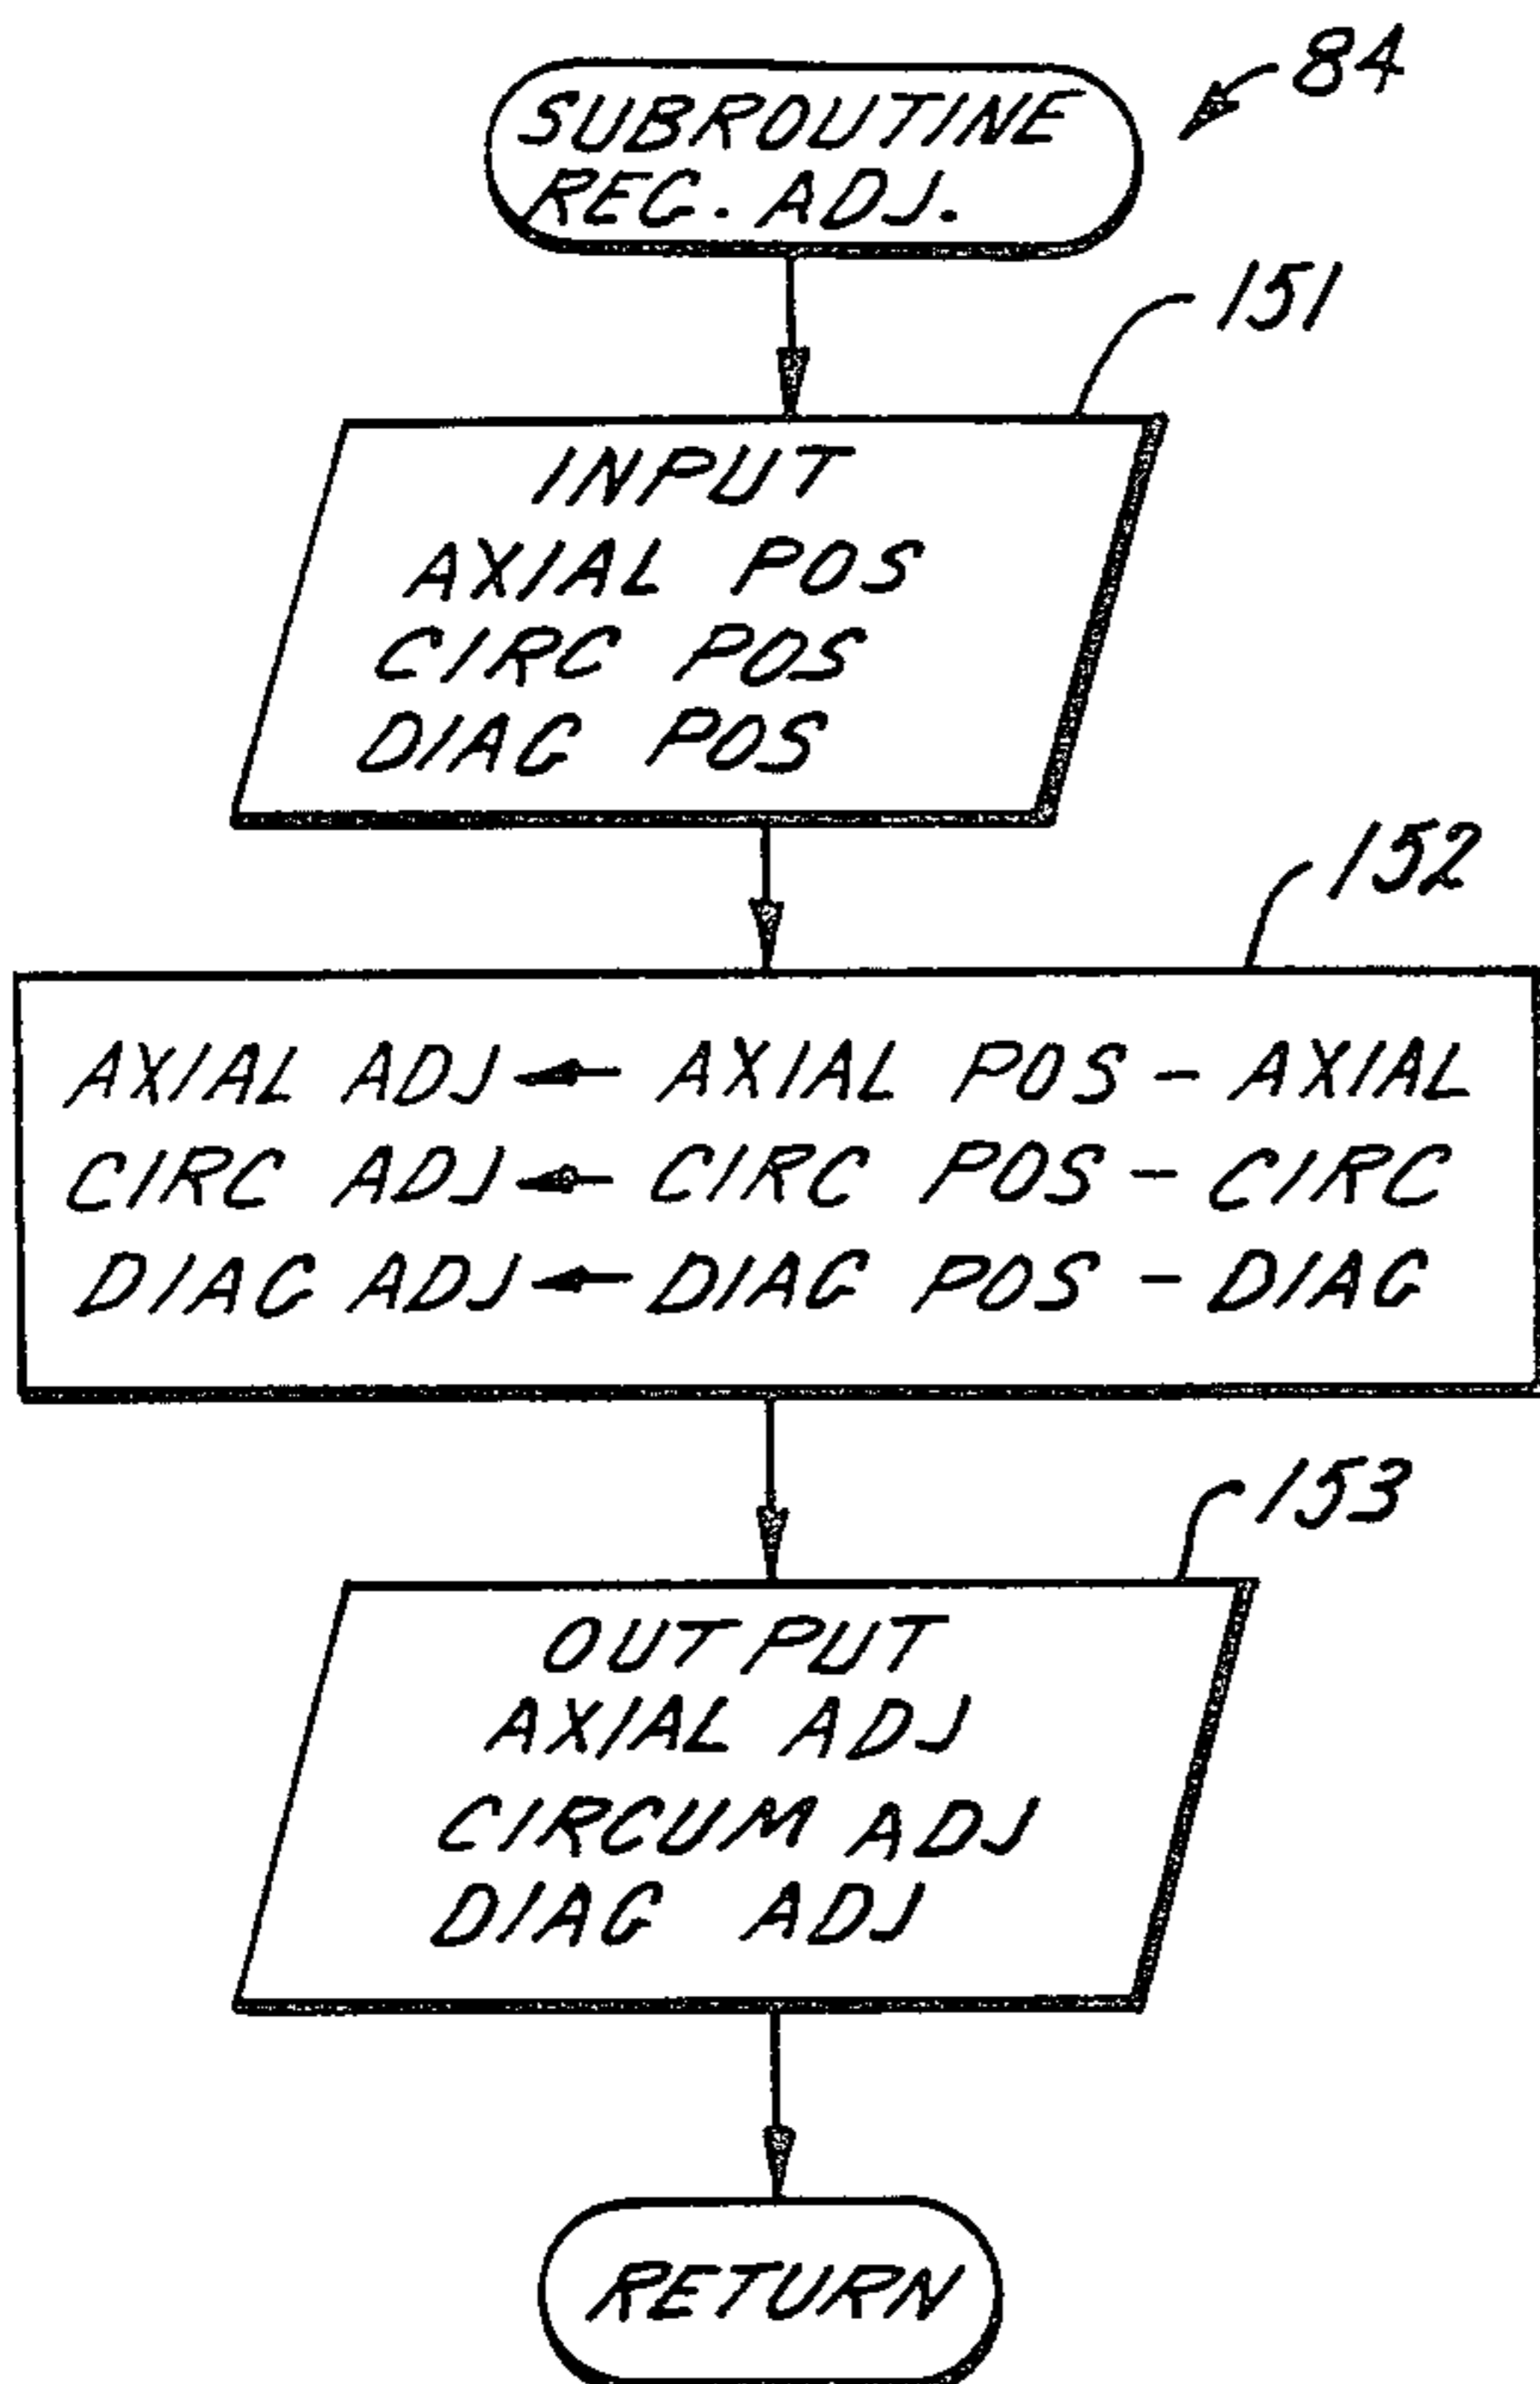 84
SUBROUTINE
REG. ADJ.
151
INPUT
AXIAL POS
CIRC POS
DIAG POS
152
AXIAL ADJ ← AXIAL POS - AXIAL
CIRC ADJ ← CIRC POS - CIRC
DIAG ADJ ← DIAG POS - DIAG
153
OUTPUT
AXIAL ADJ
CIRCUM ADJ
DIAG ADJ
RETURN